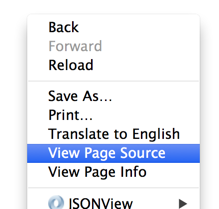 Back
Forward
Reload
Save As...
Print...
Translate to English
View Page Source
View Page Info
JSONView